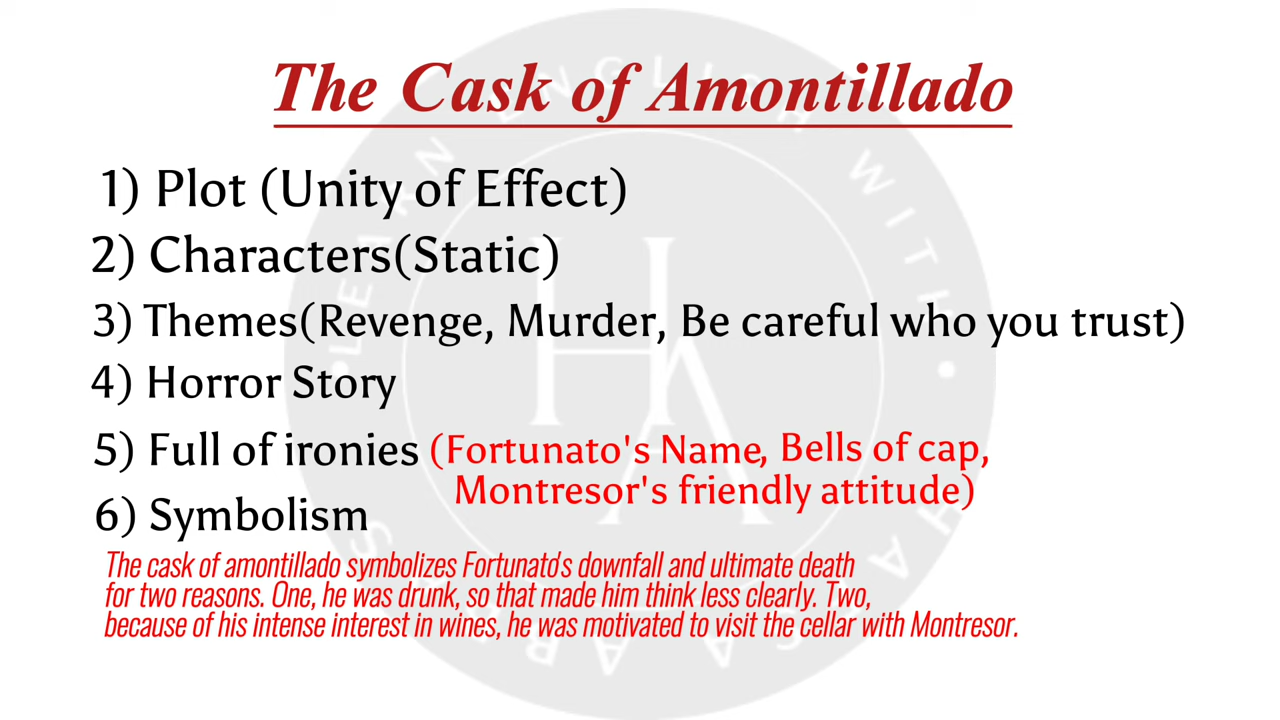 The Cask of Amontillado
1) Plot (Unity of Effect)
2) Characters(Static)
3) Themes(Revenge, Murder, Be careful who you trust)
4) Horror Story
5) Full of ironies (Fortunato's Name, Bells of cap,
Montresor's friendly attitude)
6) Symbolism
The cask of amontillado symbolizes Fortunato's downfall and ultimate death
for two reasons. One, he was drunk, so that made him think less clearly. Two,
because of his intense interest in wines, he was motivated to visit the cellar with Montresor.
LEARN ENGLISH WITH
HA